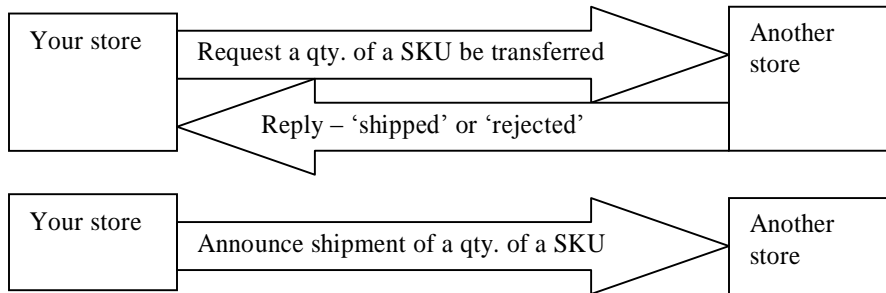 Your store
Request a qty. of a SKU be transferred
Another
store
Reply – ‘shipped’ or ‘rejected’
Your store
Announce shipment of a qty. of a SKU
Another
store